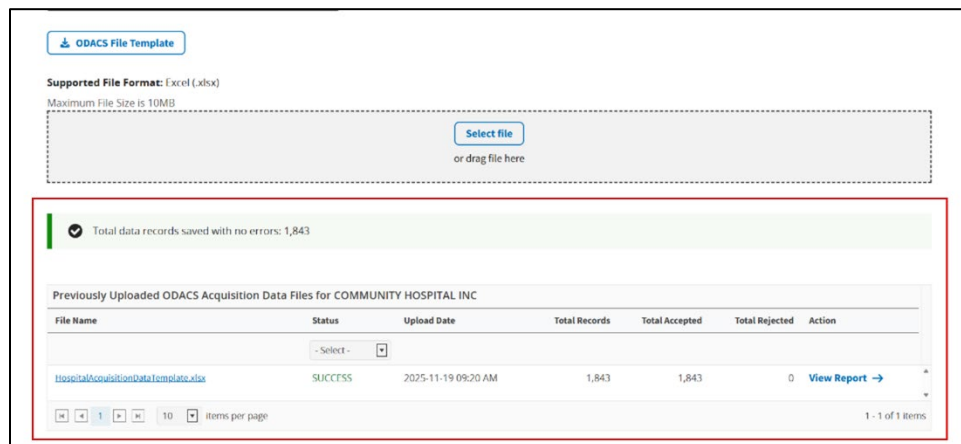 ODACS File Template
Supported File Format: Excel (.xlsx)
Maximum File Size is 10MB
Select file
or drag file here
Total data records saved with no errors: 1,843
Previously Uploaded ODACS Acquisition Data Files for COMMUNITY HOSPITAL INC
File Name Status Upload Date Total Records Total Accepted Total Rejected Action
- Select -
HospitalAcquisitionDataTemplate.xlsx SUCCESS 2025-11-19 09:20 AM 1,843 1,843 0 View Report →
1 10 items per page 1 - 1 of 1 items